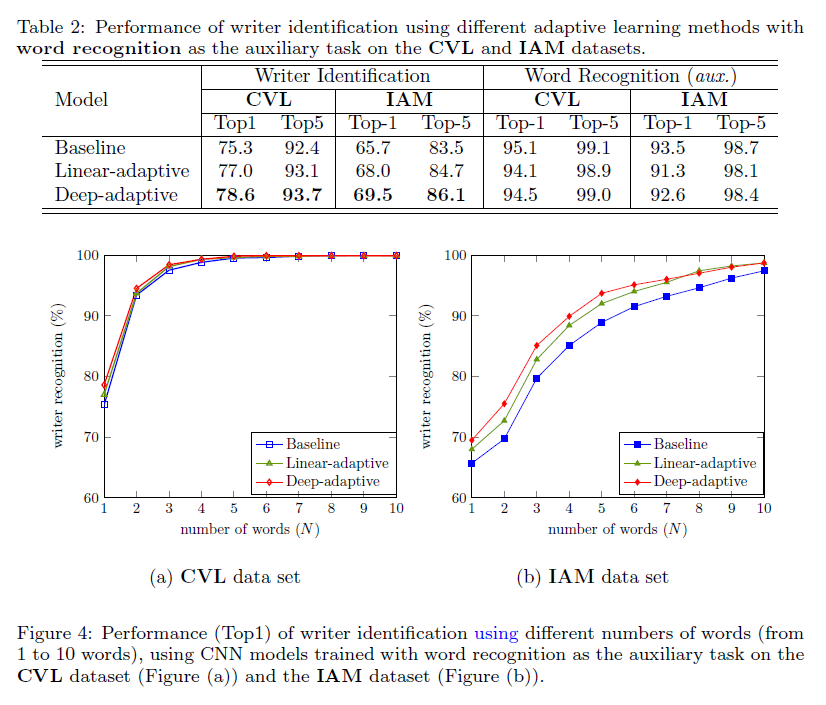 Table 2: Performance of writer identification using different adaptive learning methods with
word recognition as the auxiliary task on the CVL and IAM datasets.
Model Writer Identification Word Recognition (aux.)
CVL IAM CVL IAM
Top1 Top5 Top-1 Top-5 Top-1 Top-5 Top-1 Top-5
Baseline 75.3 92.4 65.7 83.5 95.1 99.1 93.5 98.7
Linear-adaptive 77.0 93.1 68.0 84.7 94.1 98.9 91.3 98.1
Deep-adaptive 78.6 93.7 69.5 86.1 94.5 99.0 92.6 98.4
100
90
80
70
60
writer recognition (%)
Baseline
Linear-adaptive
Deep-adaptive
1 2 3 4 5 6 7 8 9 10
number of words (N)
(a) CVL data set
100
90
80
70
60
writer recognition (%)
Baseline
Linear-adaptive
Deep-adaptive
1 2 3 4 5 6 7 8 9 10
number of words (N)
(b) IAM data set
Figure 4: Performance (Top1) of writer identification using different numbers of words (from
1 to 10 words), using CNN models trained with word recognition as the auxiliary task on the
CVL dataset (Figure (a)) and the IAM dataset (Figure (b)).